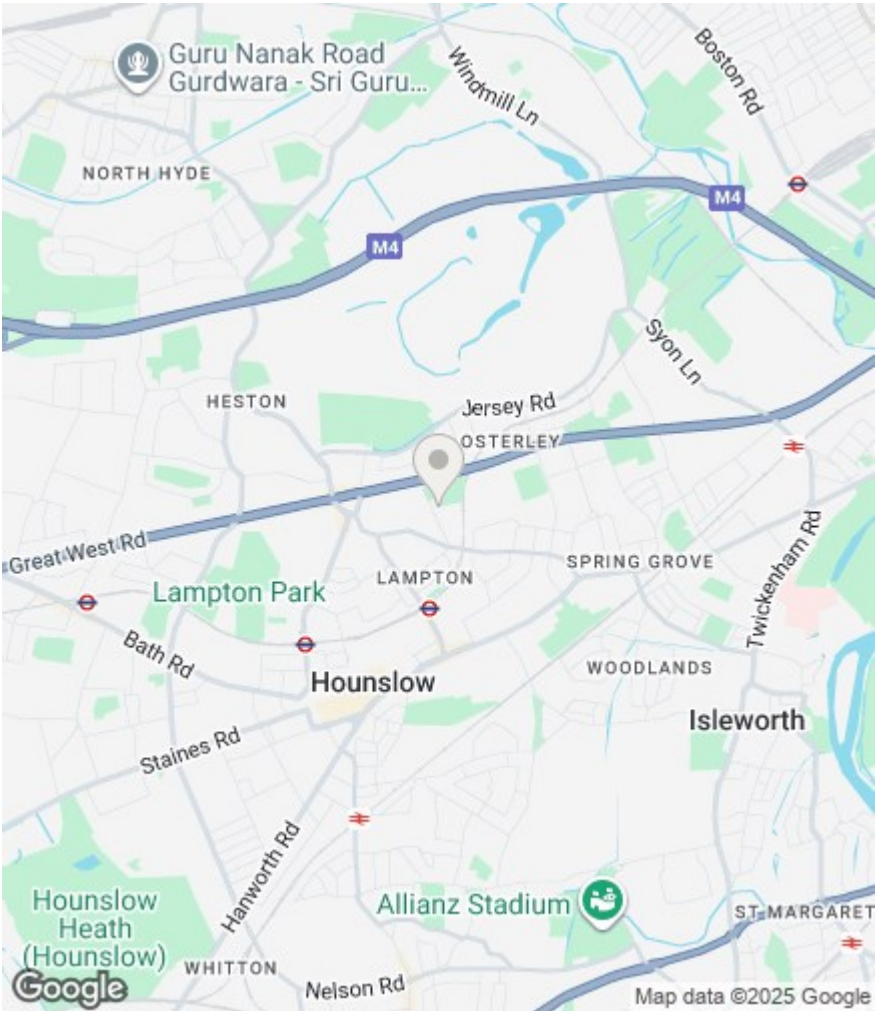 Guru Nanak Road
Gurdwara - Sri Guru...
Windmill Ln
Boston Rd
NORTH HYDE
M4
M4
Syon Ln
HESTON
Jersey Rd
OSTERLEY
Great West Rd
Twickenham Rd
SPRING GROVE
LAMPTON
Lampton Park
Bath Rd
WOODLANDS
Hounslow
Isleworth
Staines Rd
Hanworth Rd
Hounslow
Heath
(Hounslow)
Allianz Stadium
ST MARGARET
WHITTON
Nelson Rd
Google
Map data ©2025 Google